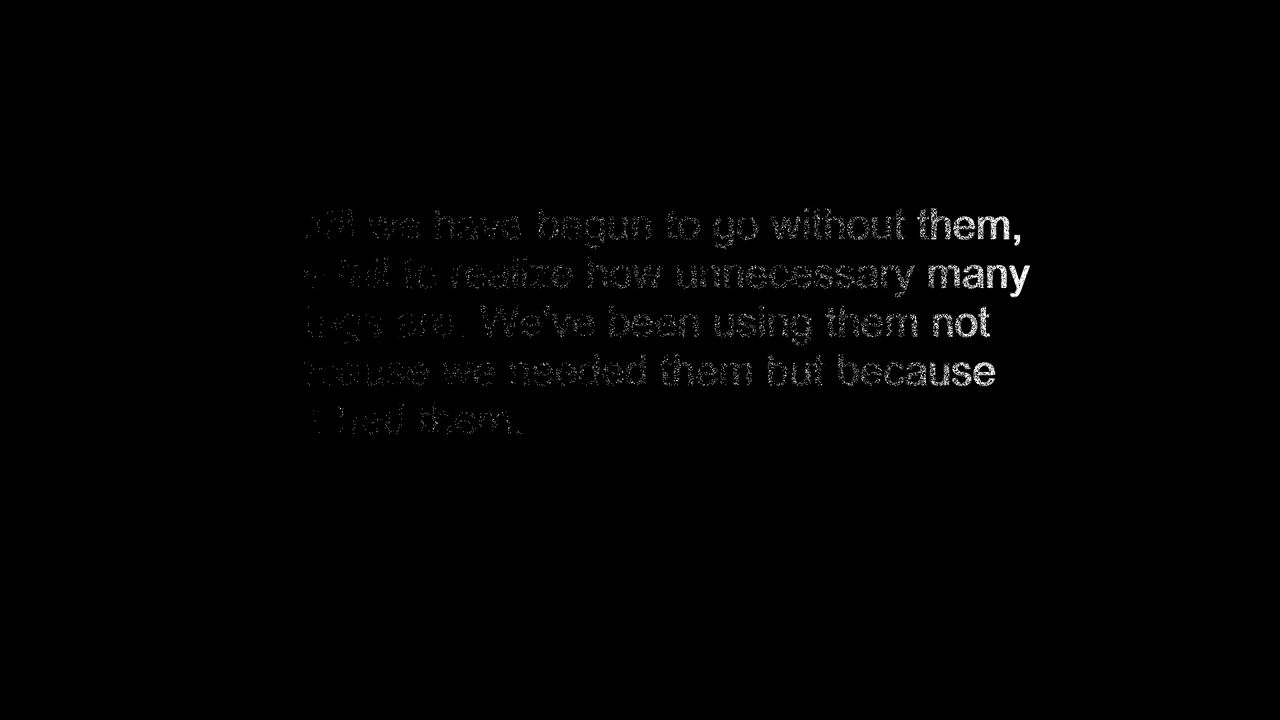 we have begun to go without them,
fail to realize how unnecessary many
are. We've been using them not
because we needed them but because
had them.